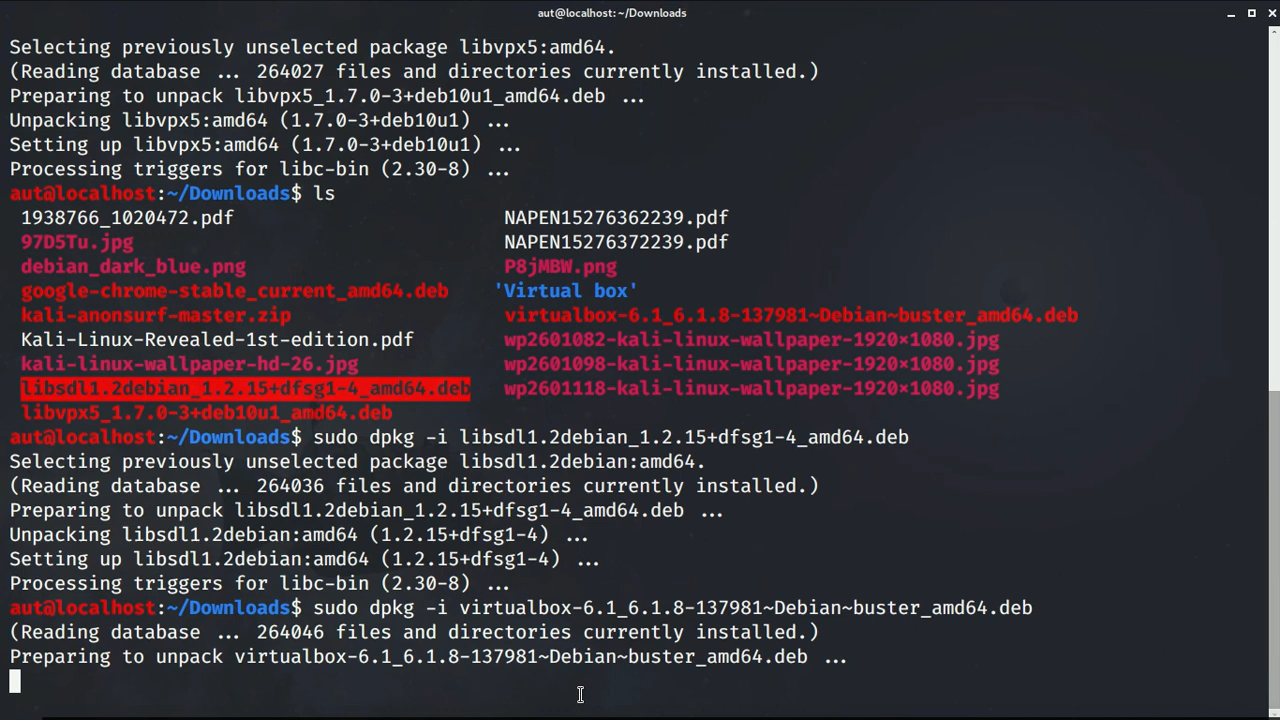 aut@localhost: ~/Downloads
Selecting previously unselected package libvpx5:amd64.
(Reading database ... 264027 files and directories currently installed.)
Preparing to unpack libvpx5_1.7.0-3+deb10u1_amd64.deb ...
Unpacking libvpx5:amd64 (1.7.0-3+deb10u1) ...
Setting up libvpx5:amd64 (1.7.0-3+deb10u1) ...
Processing triggers for libc-bin (2.30-8) ...
aut@localhost:~/Downloads$ ls
1938766_1020472.pdf NAPEN15276362239.pdf
97D5Tu.jpg NAPEN15276372239.pdf
debian_dark_blue.png P8jMBW.png
google-chrome-stable_current_amd64.deb 'Virtual box'
kali-anonsurf-master.zip virtualbox-6.1_6.1.8-137981~Debian~buster_amd64.deb
Kali-Linux-Revealed-1st-edition.pdf wp2601082-kali-linux-wallpaper-1920×1080.jpg
kali-linux-wallpaper-hd-26.jpg wp2601098-kali-linux-wallpaper-1920×1080.jpg
libsdl1.2debian_1.2.15+dfsg1-4_amd64.deb wp2601118-kali-linux-wallpaper-1920×1080.jpg
libvpx5_1.7.0-3+deb10u1_amd64.deb
aut@localhost:~/Downloads$ sudo dpkg -i libsdl1.2debian_1.2.15+dfsg1-4_amd64.deb
Selecting previously unselected package libsdl1.2debian:amd64.
(Reading database ... 264036 files and directories currently installed.)
Preparing to unpack libsdl1.2debian_1.2.15+dfsg1-4_amd64.deb ...
Unpacking libsdl1.2debian:amd64 (1.2.15+dfsg1-4) ...
Setting up libsdl1.2debian:amd64 (1.2.15+dfsg1-4) ...
Processing triggers for libc-bin (2.30-8) ...
aut@localhost:~/Downloads$ sudo dpkg -i virtualbox-6.1_6.1.8-137981~Debian~buster_amd64.deb
(Reading database ... 264046 files and directories currently installed.)
Preparing to unpack virtualbox-6.1_6.1.8-137981~Debian~buster_amd64.deb ...